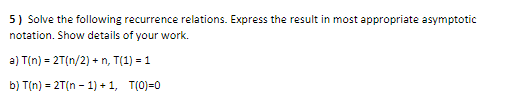 5) Solve the following recurrence relations. Express the result in most appropriate asymptotic
notation. Show details of your work.
a) T(n) = 2T(n/2) + n, T(1) = 1
b) T(n) = 2T(n – 1) + 1, T(0)=0